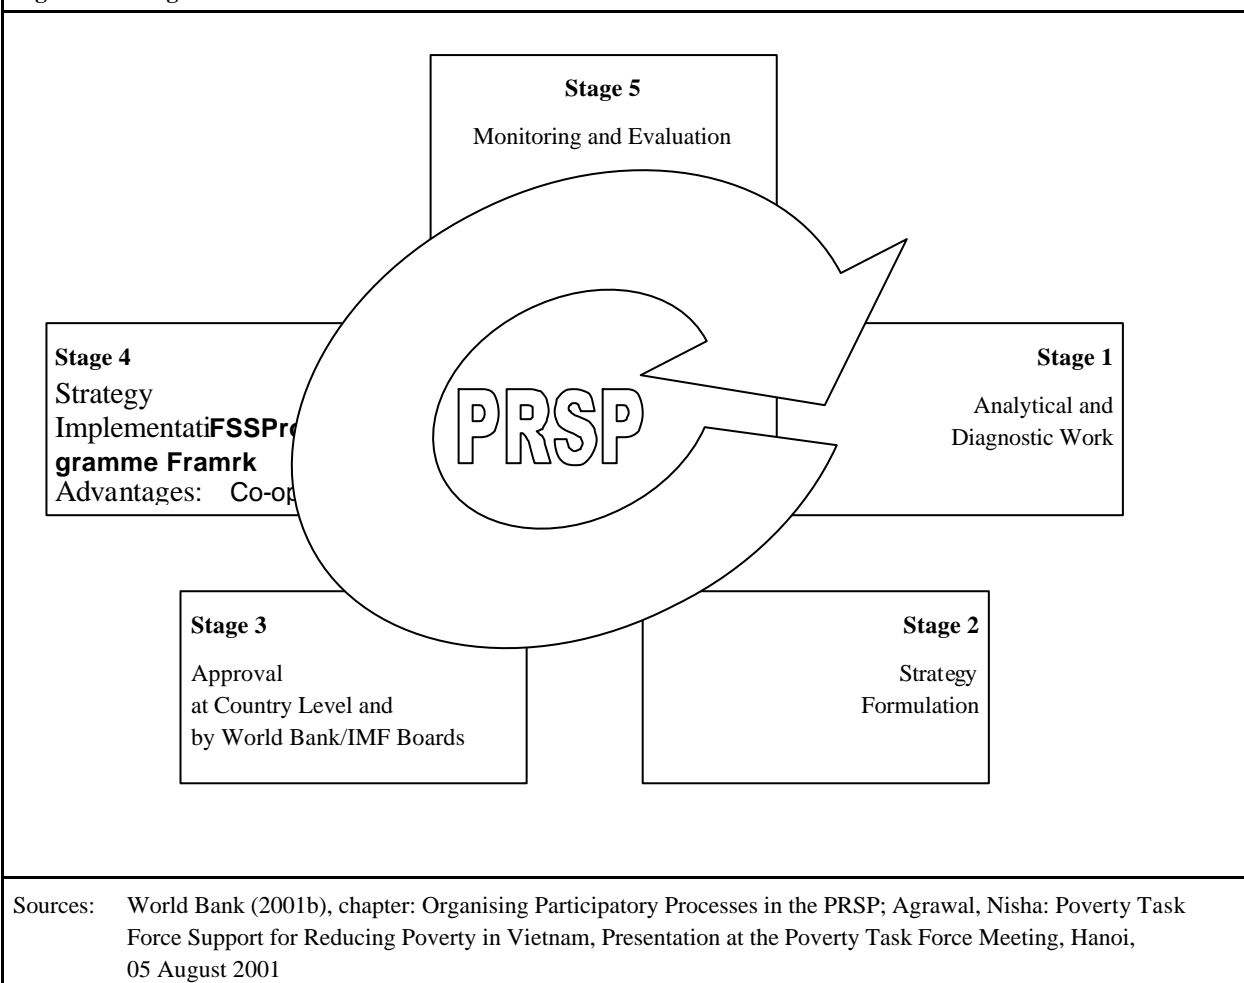 Stage 5
Monitoring and Evaluation
Stage 4
Strategy
ImplementatiFSSPro
gramme Framrk
Advantages: Co-op
PRSP
Stage 1
Analytical and
Diagnostic Work
Stage 3
Approval
at Country Level and
by World Bank/IMF Boards
Stage 2
Strategy
Formulation
Sources: World Bank (2001b), chapter: Organising Participatory Processes in the PRSP; Agrawal, Nisha: Poverty Task
Force Support for Reducing Poverty in Vietnam, Presentation at the Poverty Task Force Meeting, Hanoi,
05 August 2001